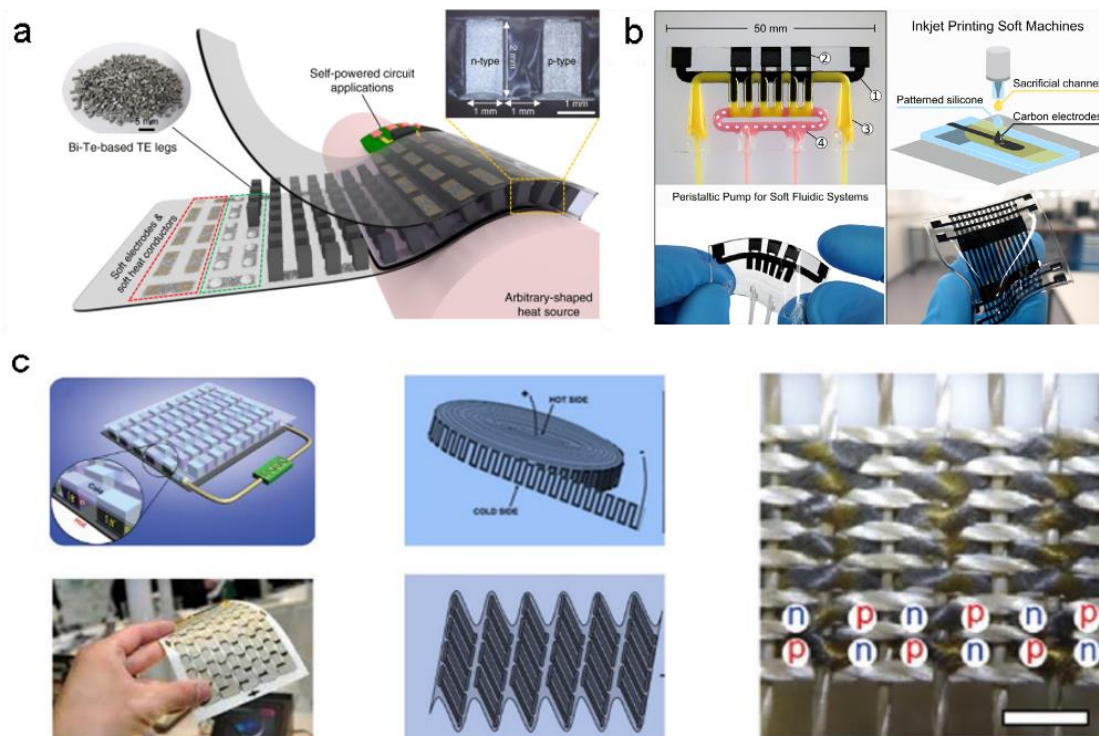 a
Self-powered circuit
applications
5 mm
Bi-Te-based TE legs
n-type
2 mm
p-type
1 mm
1 mm
1 mm
Soft electrodes &
soft heat conductors
Arbitrary-shaped
heat source
b
50 mm
②
①
③
④
Peristaltic Pump for Soft Fluidic Systems
Inkjet Printing Soft Machines
Sacrificial channel
Patterned silicone
Carbon electrodes
c
Cold
+
HOT SIDE
-
COLD SIDE
n p n p n p
p n p n p n